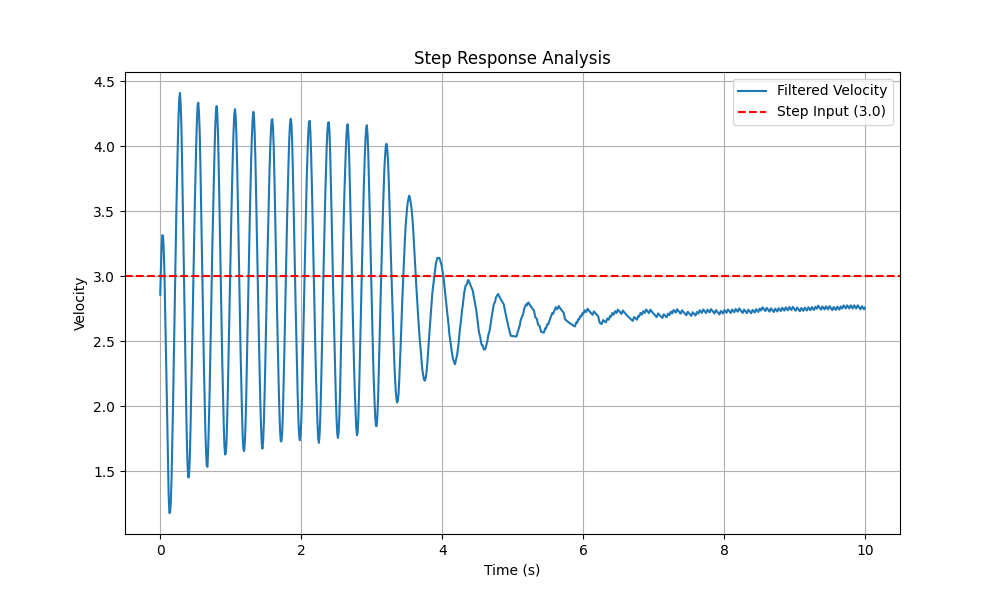 Step Response Analysis
Filtered Velocity
Step Input (3.0)
Velocity
4.5
4.0
3.5
3.0
2.5
2.0
1.5
0 2 4 6 8 10
Time (s)